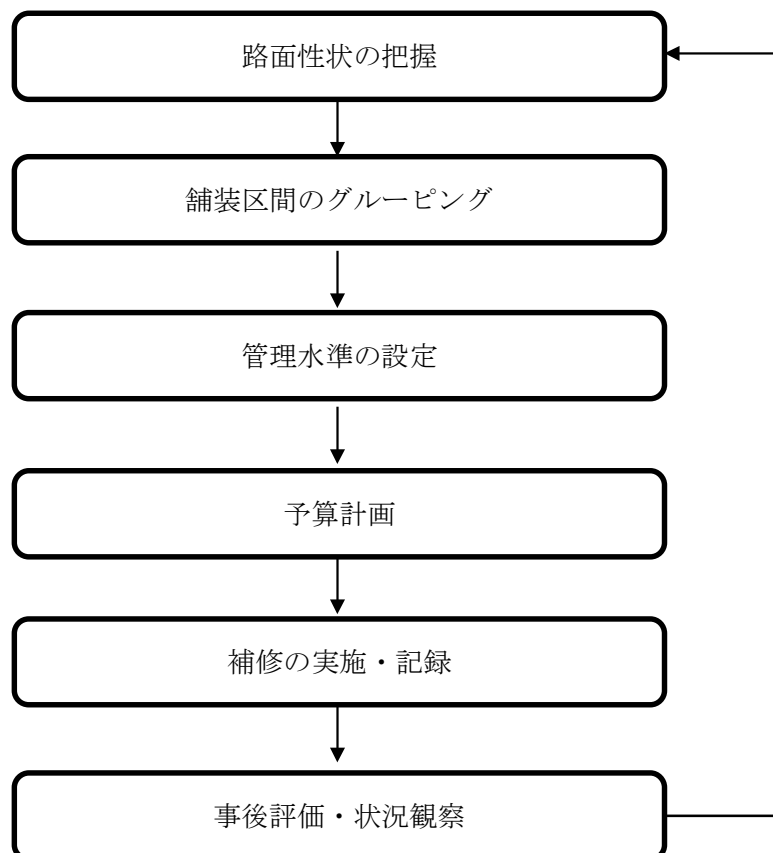 路面性状の把握
舗装区間のグルーピング
管理水準の設定
予算計画
補修の実施・記録
事後評価・状況観察